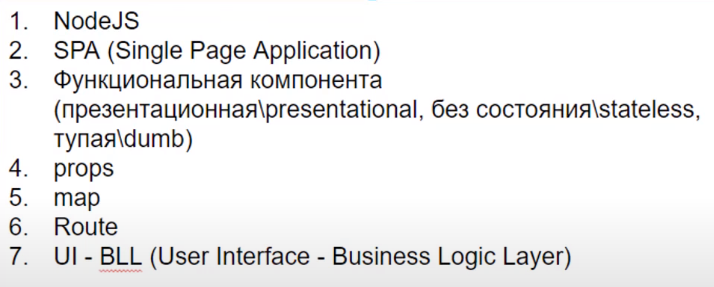 1. NodeJS
2. SPA (Single Page Application)
3. Функциональная компонента
(презентационная\presentational, без состояния\stateless,
тупая\dumb)
4. props
5. map
6. Route
7. UI - BLL (User Interface - Business Logic Layer)